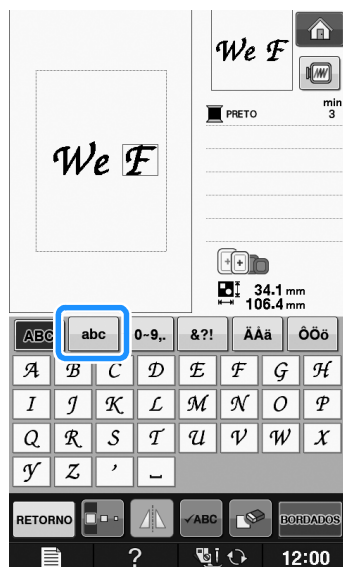 We F
We F
PRETO
min
3
34.1 mm
106.4 mm
ABC abc 0~9,. &?! ÄÅä ÔÖö
A B C D E F G H
I J K L M N O P
Q R S T U V W X
Y Z ’ ⌴
RETORNO ✓ABC BORDADOS
? 12:00